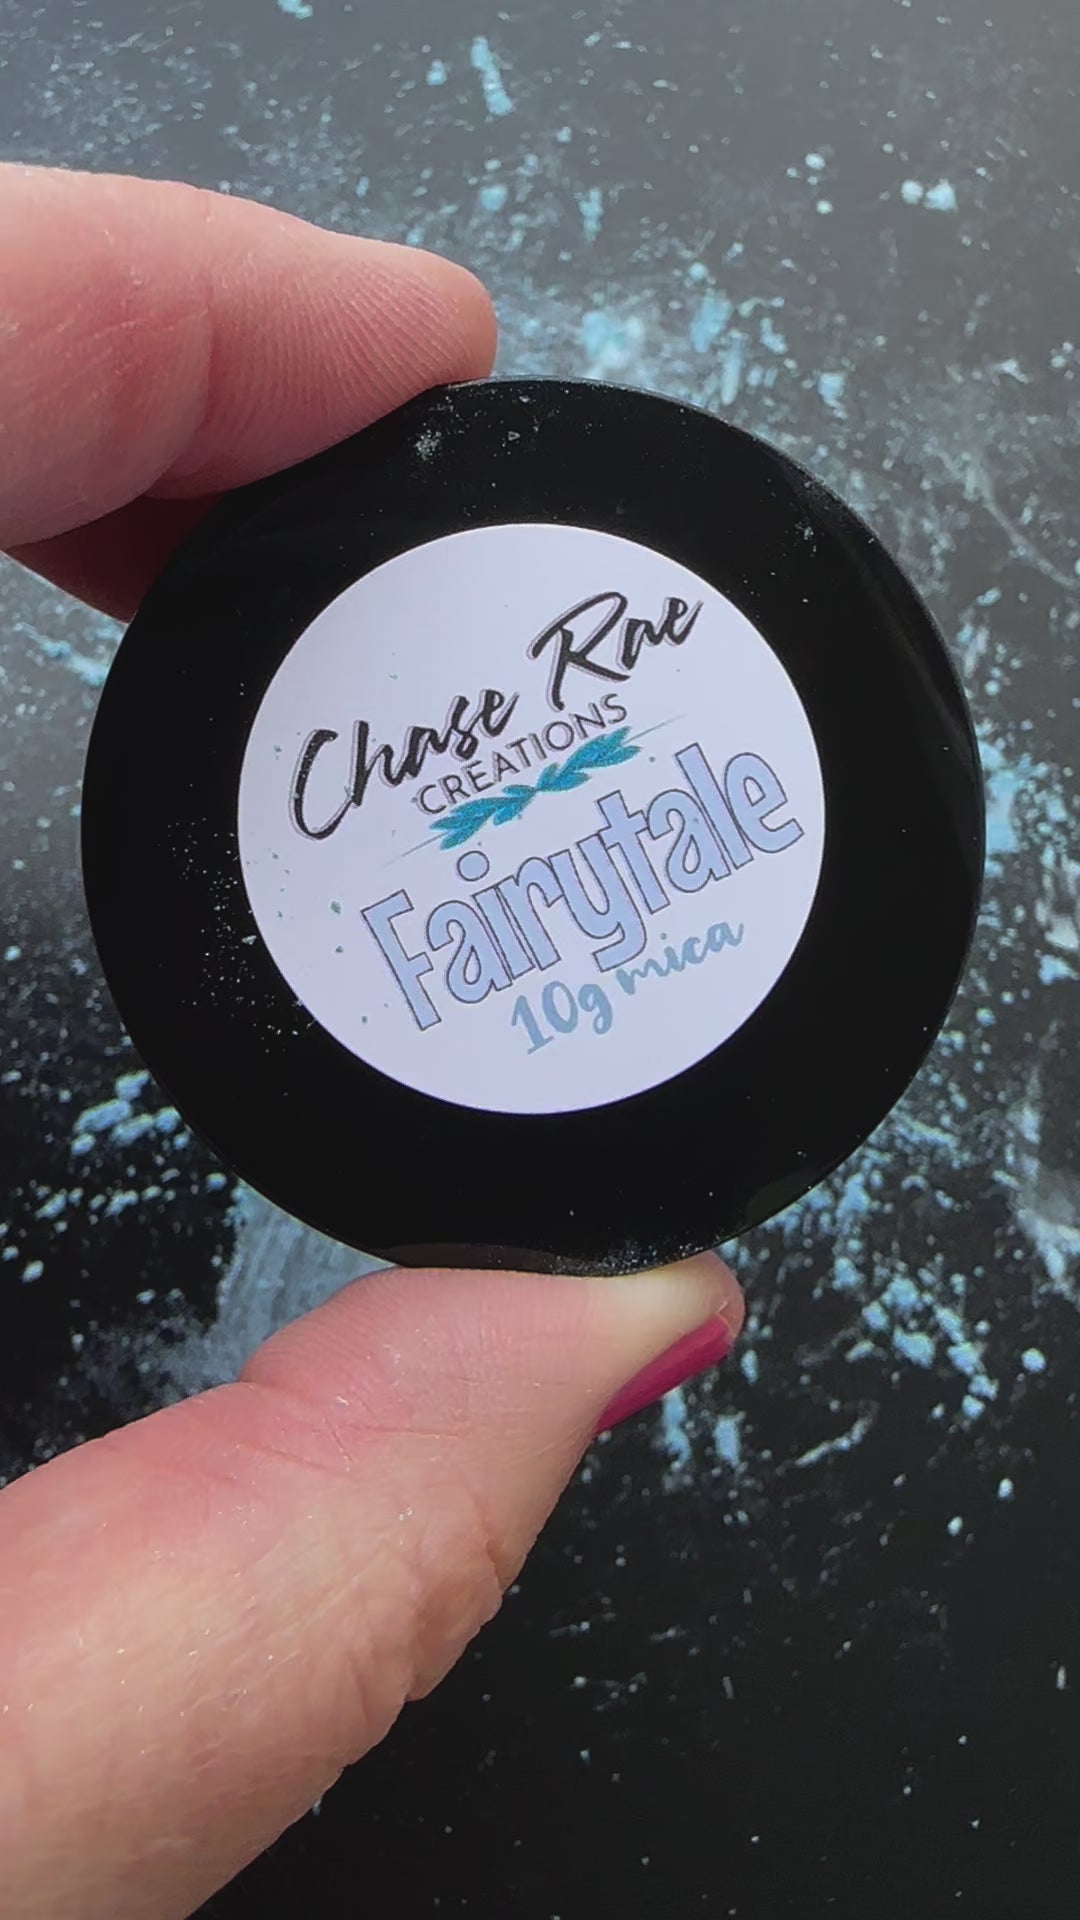 Chase Rae
CREATIONS
Fairytale
10g mica